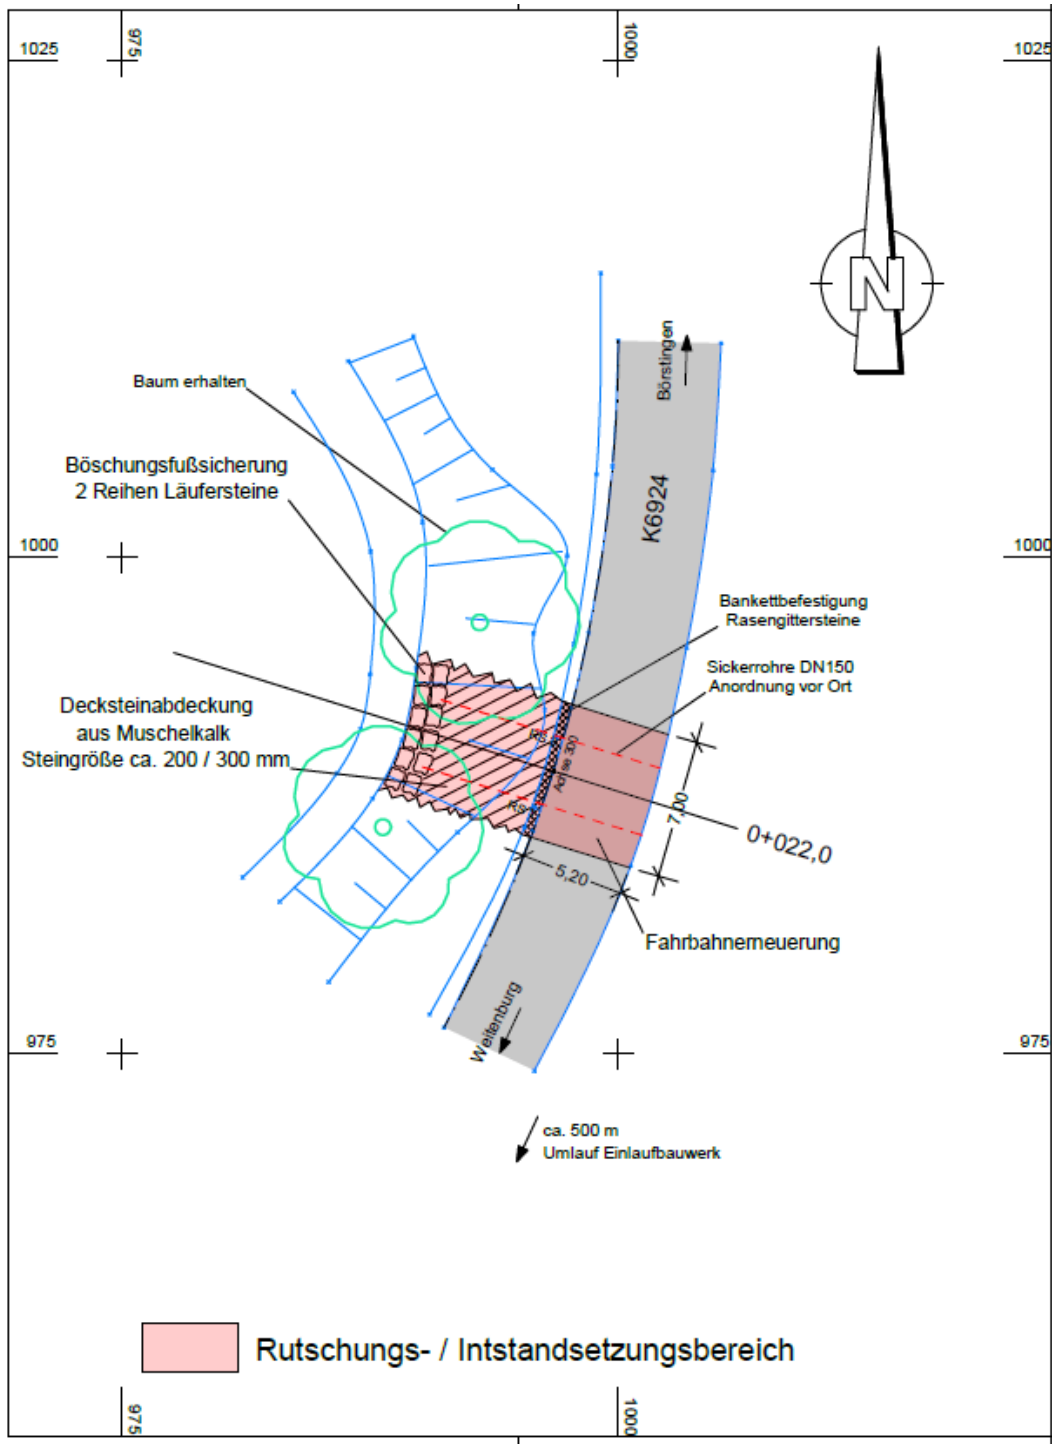 975
1000
1025
1025
N
Börstingen
Baum erhalten
Böschungsfußsicherung
2 Reihen Läufersteine
K6924
1000
1000
Bankettbefestigung
Rasengittersteine
Sickerrohre DN150
Anordnung vor Ort
Decksteinabdeckung
aus Muschelkalk
Steingröße ca. 200 / 300 mm
Achse 300
7,00
0+022,0
5,20
Fahrbahnerneuerung
Weitenburg
975
975
ca. 500 m
Umlauf Einlaufbauwerk
Rutschungs- / Intstandsetzungsbereich
975
1000